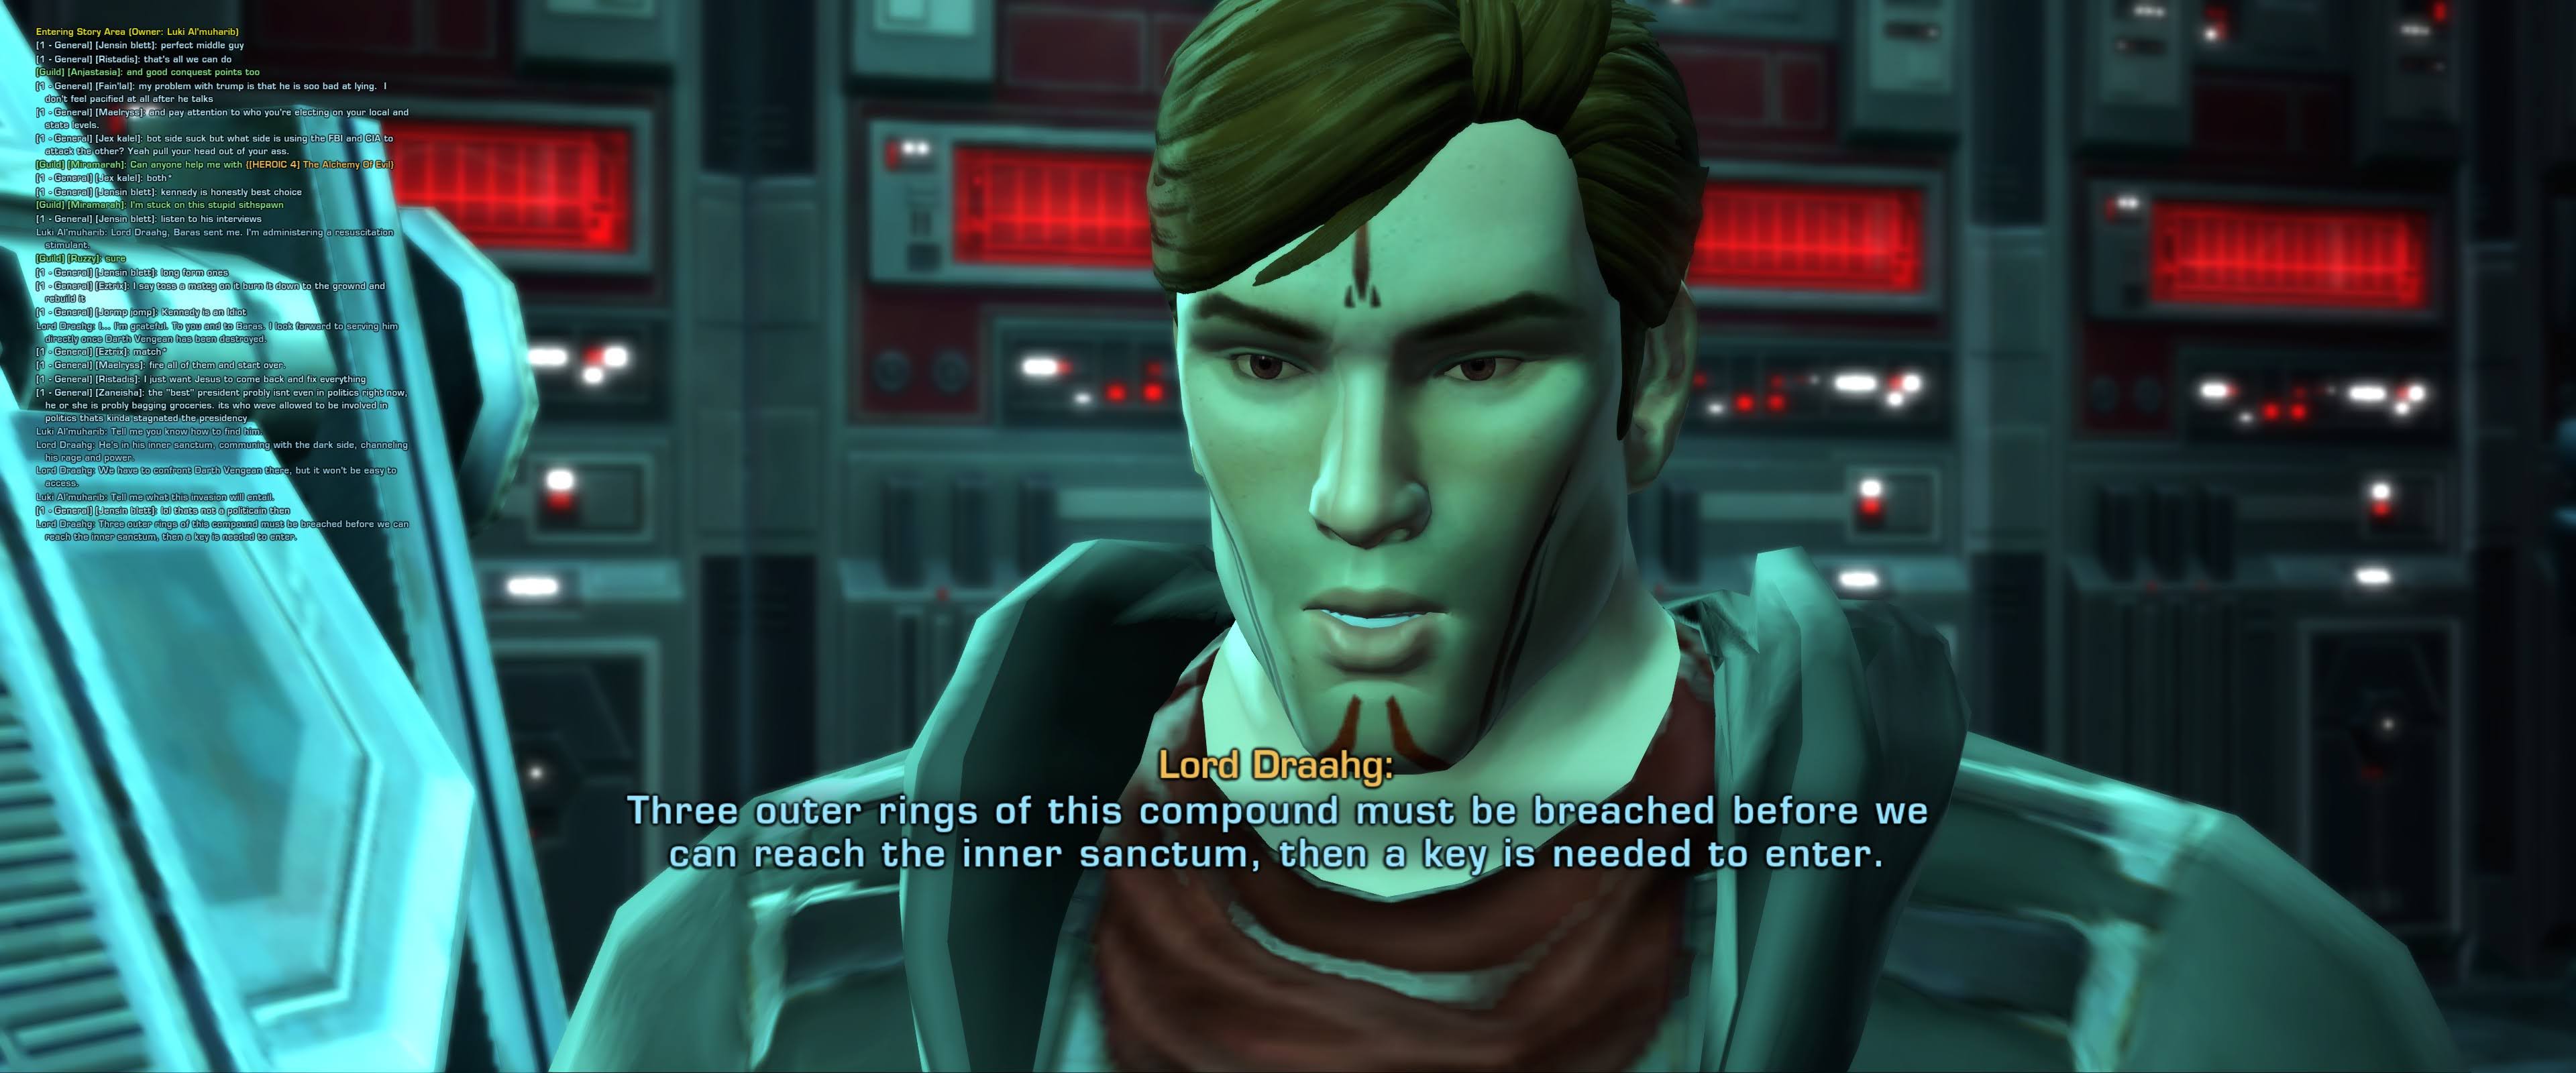 Entering Story Area (Owner: Luki Al'muharib)
[1 - General] [Jensin blett]: perfect middle guy
[1 - General] [Ristadis]: that's all we can do
[Guild] [Anjastasia]: and good conquest points too
[1 - General] [Fain'lal]: my problem with trump is that he is soo bad at lying. I
don't feel pacified at all after he talks
[1 - General] [Maelryss]: and pay attention to who you're electing on your local and
state levels.
[1 - General] [Jex kalel]: bot side suck but what side is using the FBI and CIA to
attack the other? Yeah pull your head out of your ass.
[Guild] [Miramarah]: Can anyone help me with ([HEROIC 4] The Alchemy Of Evil)
[1 - General] [Jex kalel]: both*
[1 - General] [Jensin blett]: kennedy is honestly best choice
[Guild] [Miramarah]: I'm stuck on this stupid sithspawn
[1 - General] [Jensin blett]: listen to his interviews
Luki Al'muharib: Lord Draahg, Baras sent me. I'm administering a resuscitation
stimulant.
[Guild] [Ruzzy]: sure
[1 - General] [Jensin blett]: long form ones
[1 - General] [Eztrix]: I say toss a matcg on it burn it down to the grownd and
rebuild it
[1 - General] [Jormp jomp]: Kennedy is an Idiot
Lord Draahg: I... I'm grateful. To you and to Baras. I look forward to serving him
directly once Darth Vengean has been destroyed.
[1 - General] [Eztrix]: match*
[1 - General] [Maelryss]: fire all of them and start over.
[1 - General] [Ristadis]: I just want Jesus to come back and fix everything
[1 - General] [Zaneisha]: the "best" president probly isnt even in politics right now,
he or she is probly bagging groceries. its who weve allowed to be involved in
politics thats kinda stagnated the presidency
Luki Al'muharib: Tell me you know how to find him.
Lord Draahg: He's in his inner sanctum, communing with the dark side, channeling
his rage and power.
Lord Draahg: We have to confront Darth Vengean there, but it won't be easy to
access.
Luki Al'muharib: Tell me what this invasion will entail.
[1 - General] [Jensin blett]: lol thats not a politicain then
Lord Draahg: Three outer rings of this compound must be breached before we can
reach the inner sanctum, then a key is needed to enter.
Lord Draahg:
Three outer rings of this compound must be breached before we
can reach the inner sanctum, then a key is needed to enter.